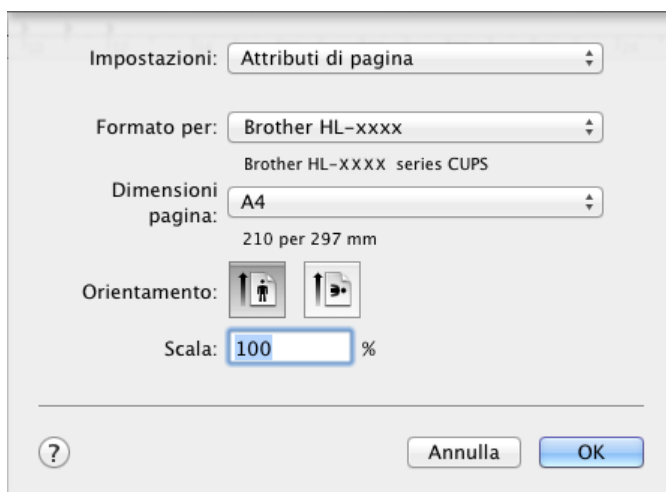 Impostazioni: Attributi di pagina
Formato per: Brother HL-xxxx
Brother HL-XXXX series CUPS
Dimensioni pagina: A4
210 per 297 mm
Orientamento:
Scala: 100 %
? Annulla OK